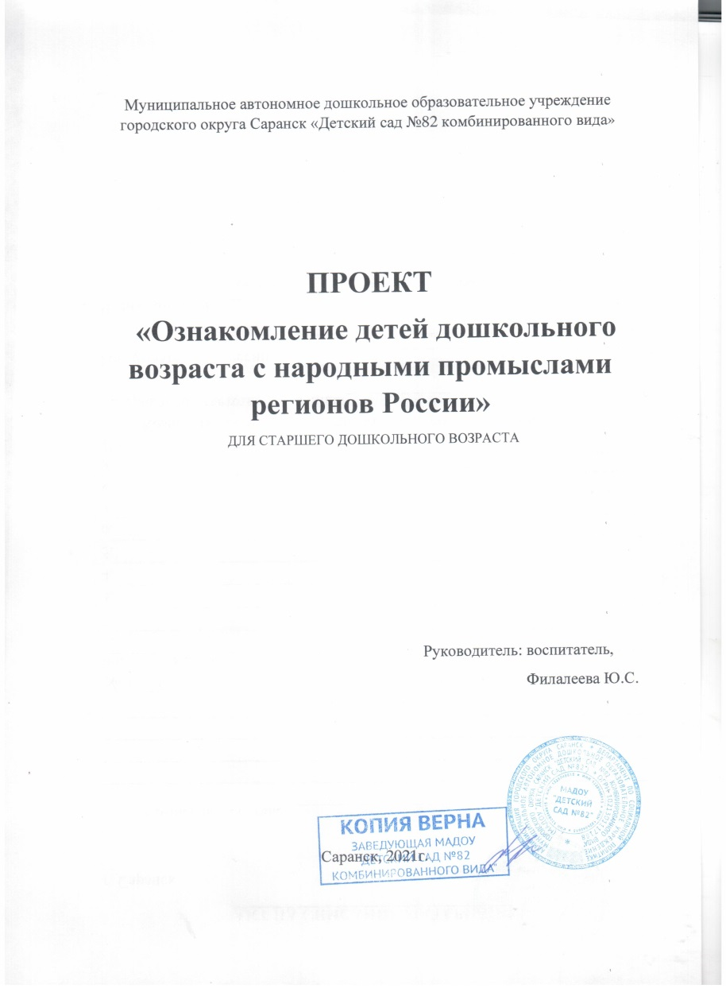 Муниципальное автономное дошкольное образовательное учреждение
городского округа Саранск «Детский сад №82 комбинированного вида»
ПРОЕКТ
«Ознакомление детей дошкольного
возраста с народными промыслами
регионов России»
ДЛЯ СТАРШЕГО ДОШКОЛЬНОГО ВОЗРАСТА
Руководитель: воспитатель,
Филалеева Ю.С.
МАДОУ
"ДЕТСКИЙ
САД №82"
КОПИЯ ВЕРНА
ЗАВЕДУЮЩАЯ МАДОУ
Саранск, 2021г.
"ДЕТСКИЙ САД №82
КОМБИНИРОВАННОГО ВИДА"